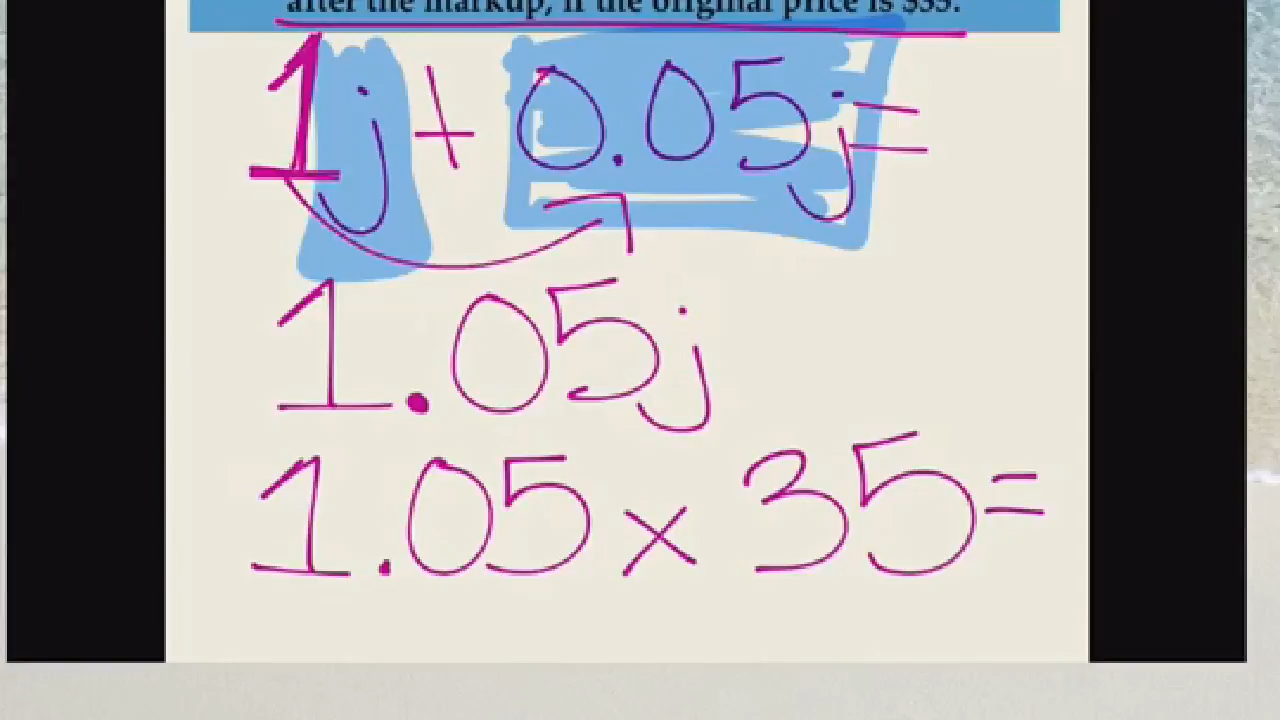 after the markup, if the original price is $35.
1j + 0.05j =
1.05j
1.05 × 35 =